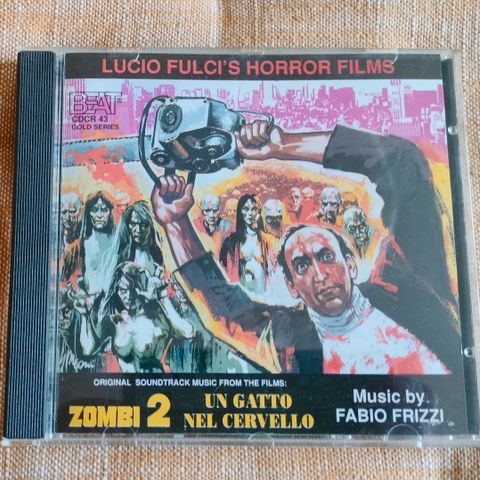 LUCIO FULCI'S HORROR FILMS
BEAT
CDCR 43
GOLD SERIES
ORIGINAL SOUNDTRACK MUSIC FROM THE FILMS:
ZOMBI 2
UN GATTO
NEL CERVELLO
Music by
FABIO FRIZZI